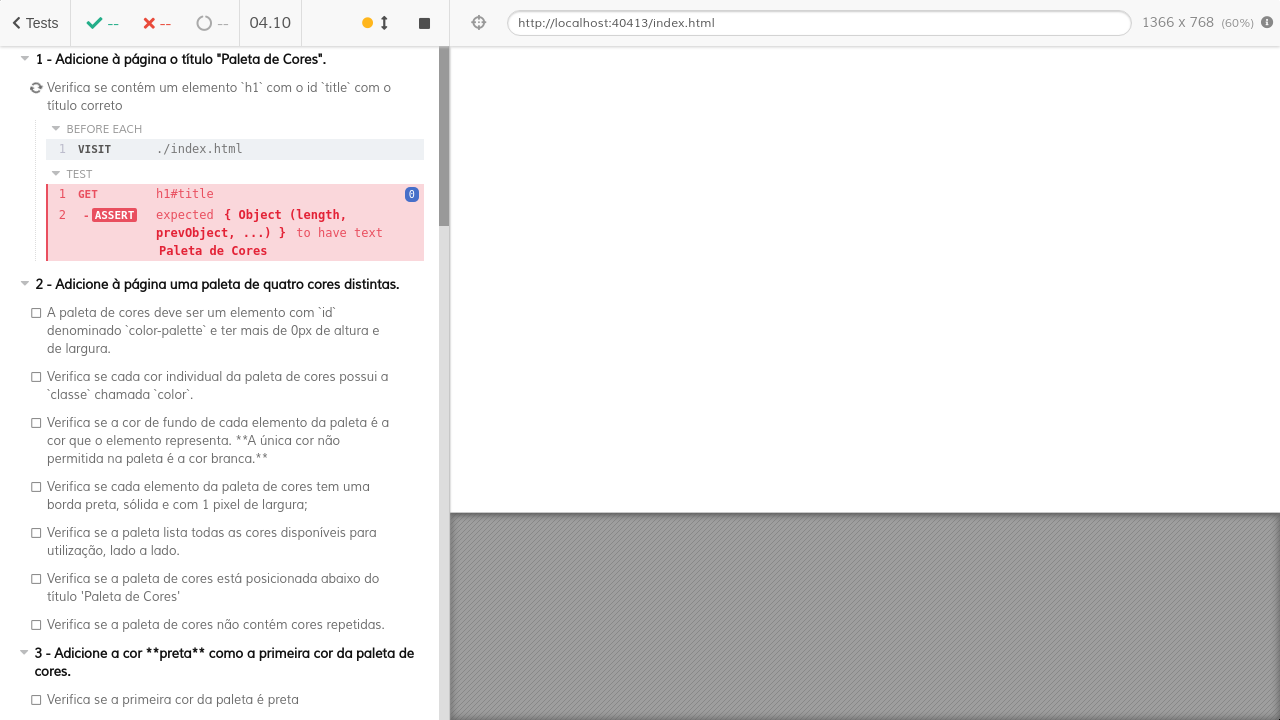 Tests -- -- -- 04.10 http://localhost:40413/index.html 1366 x 768 (60%)
1 - Adicione à página o título "Paleta de Cores".
Verifica se contém um elemento `h1` com o id `title` com o
título correto
BEFORE EACH
1 VISIT ./index.html
TEST
1 GET h1#title 0
2 -ASSERT expected { Object (length,
prevObject, ...) } to have text
Paleta de Cores
2 - Adicione à página uma paleta de quatro cores distintas.
A paleta de cores deve ser um elemento com `id`
denominado `color-palette` e ter mais de 0px de altura e
de largura.
Verifica se cada cor individual da paleta de cores possui a
`classe` chamada `color`.
Verifica se a cor de fundo de cada elemento da paleta é a
cor que o elemento representa. **A única cor não
permitida na paleta é a cor branca.**
Verifica se cada elemento da paleta de cores tem uma
borda preta, sólida e com 1 pixel de largura;
Verifica se a paleta lista todas as cores disponíveis para
utilização, lado a lado.
Verifica se a paleta de cores está posicionada abaixo do
título 'Paleta de Cores'
Verifica se a paleta de cores não contém cores repetidas.
3 - Adicione a cor **preta** como a primeira cor da paleta de
cores.
Verifica se a primeira cor da paleta é preta